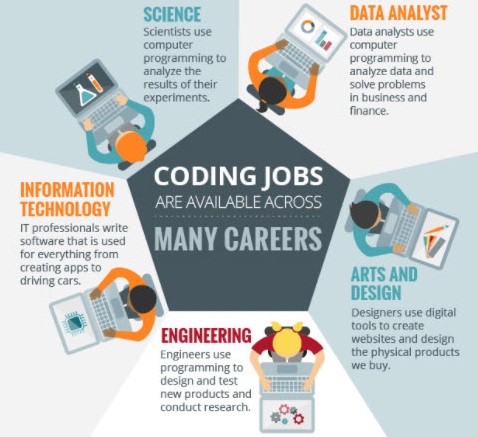 SCIENCE
Scientists use
computer
programming to
analyze the
results of their
experiments.
DATA ANALYST
Data analysts use
computer
programming to
analyze data and
solve problems
in business and
finance.
CODING JOBS
ARE AVAILABLE ACROSS
MANY CAREERS
INFORMATION
TECHNOLOGY
IT professionals write
software that is used
for everything from
creating apps to
driving cars.
ARTS AND
DESIGN
Designers use digital
tools to create
websites and design
the physical products
we buy.
ENGINEERING
Engineers use
programming to
design and test
new products and
conduct research.